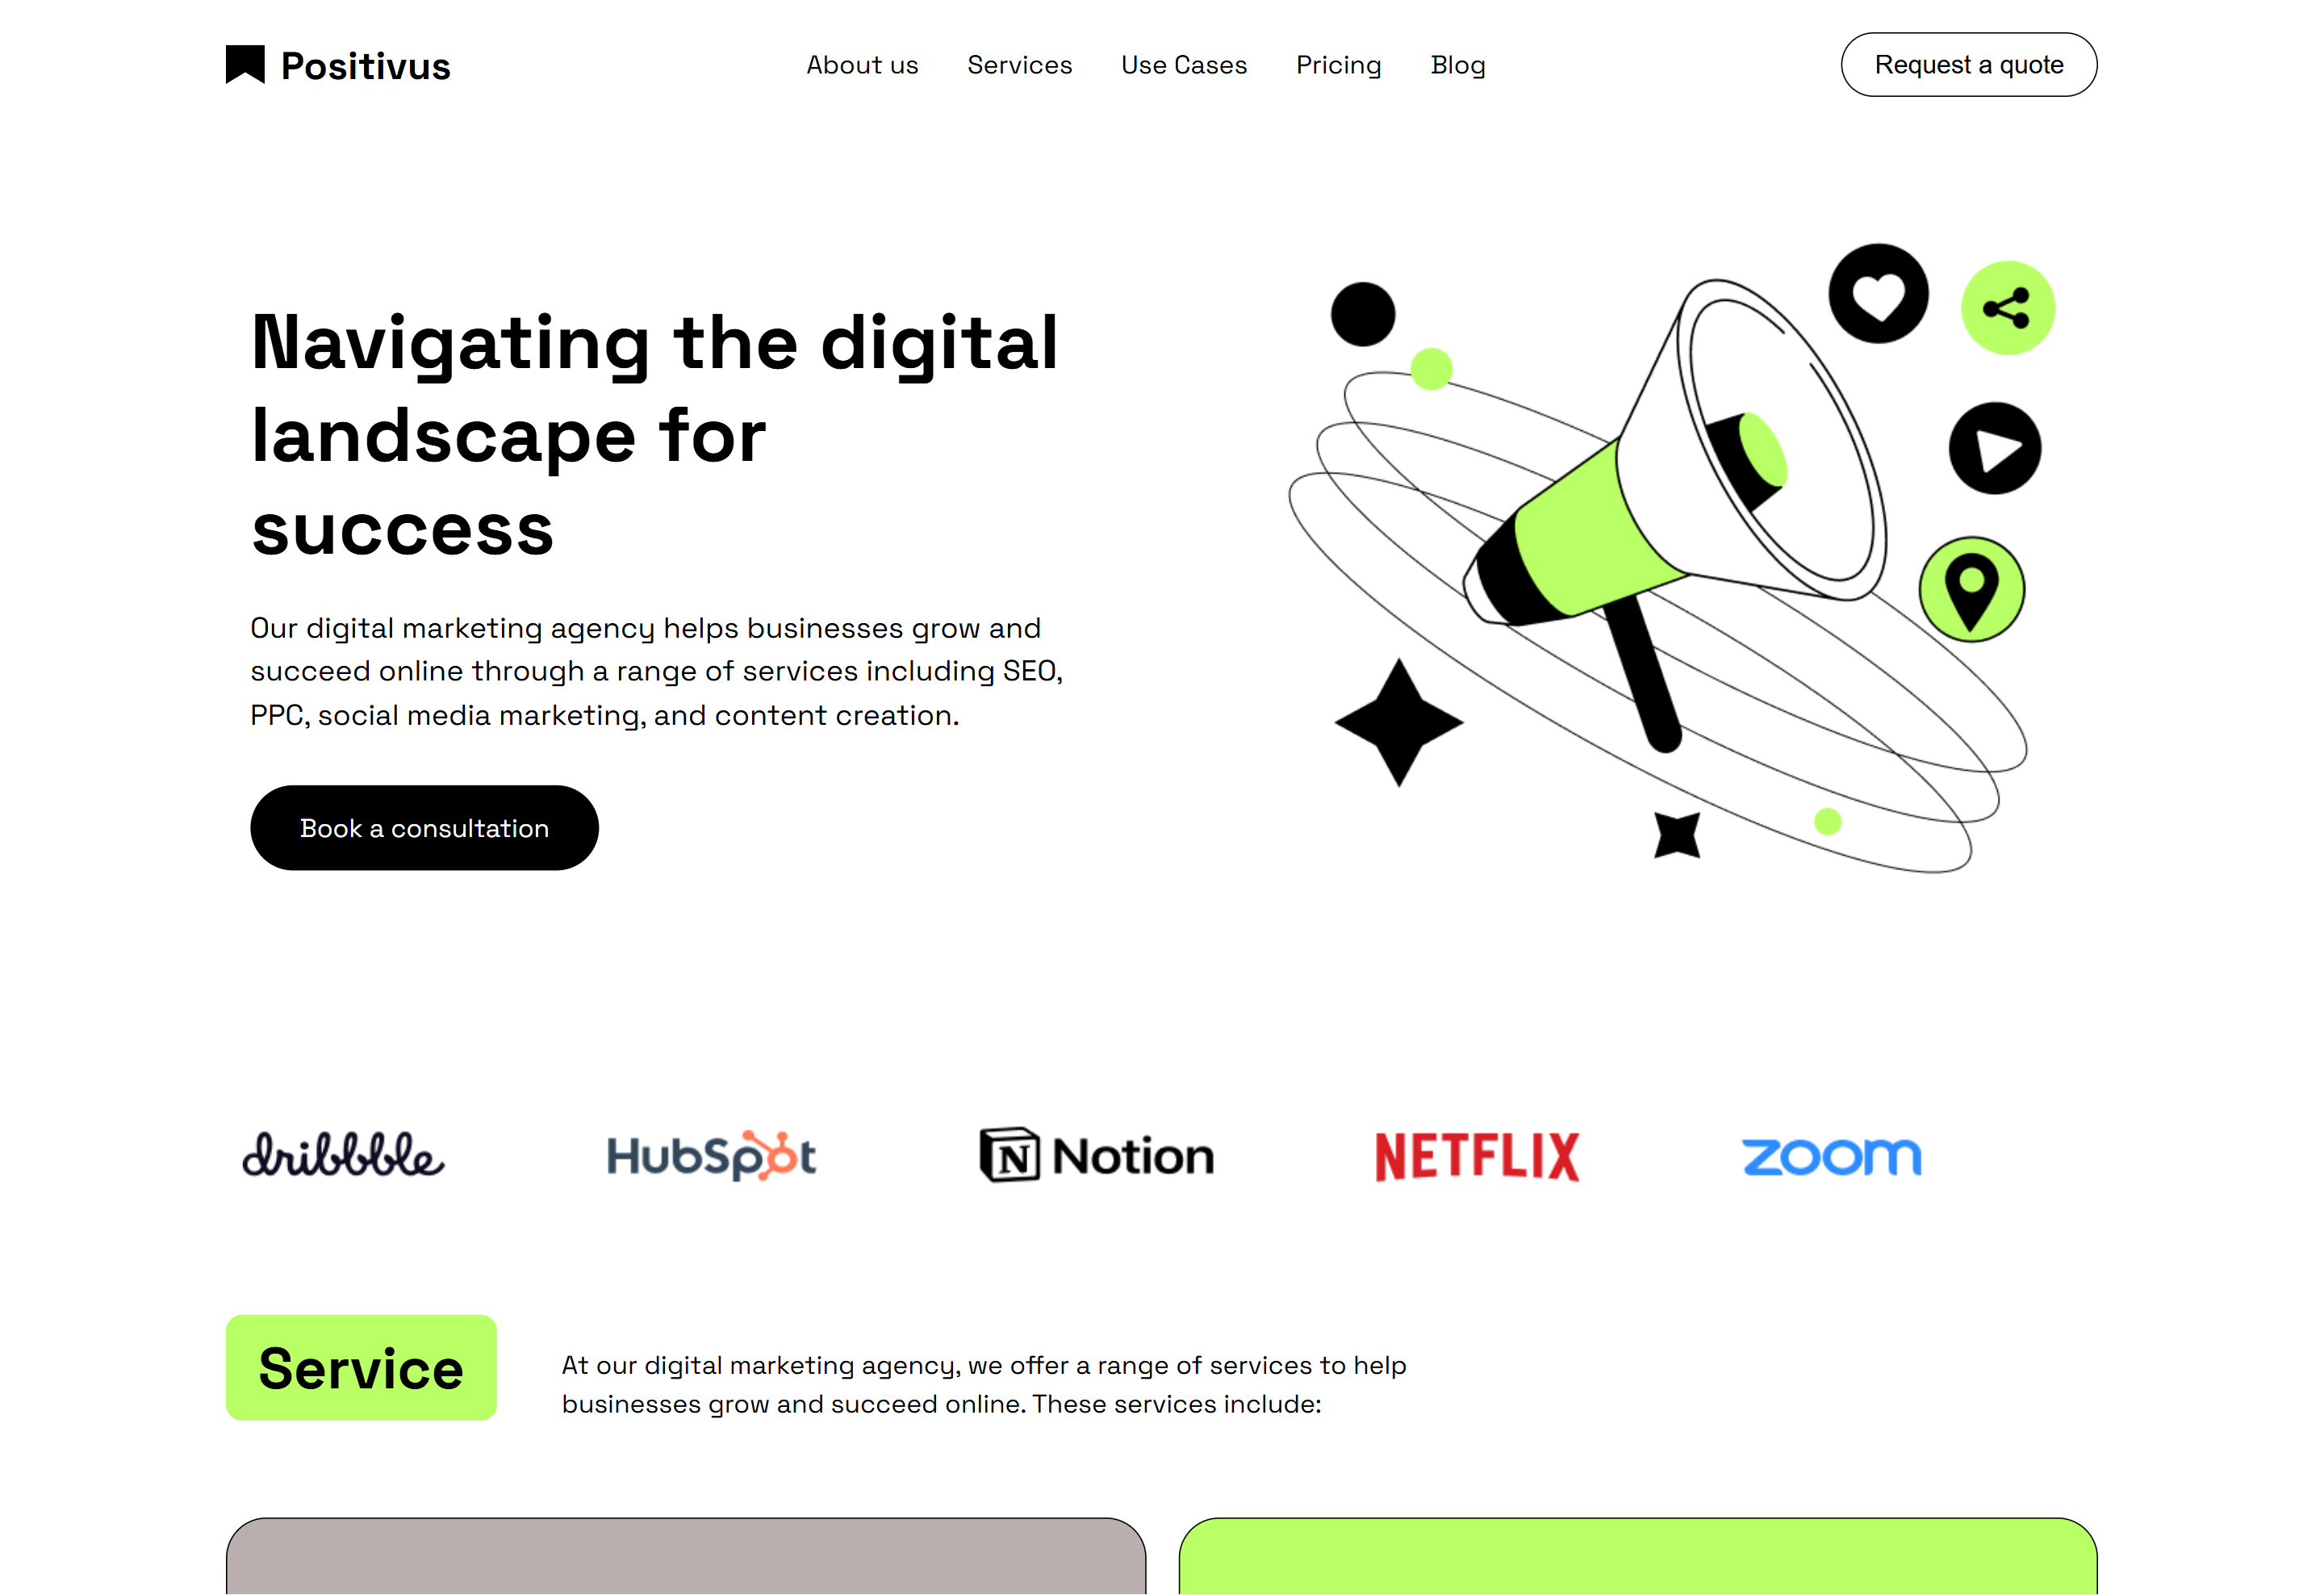 Positivus
About us Services Use Cases Pricing Blog
Request a quote
Navigating the digital
landscape for
success
Our digital marketing agency helps businesses grow and
succeed online through a range of services including SEO,
PPC, social media marketing, and content creation.
Book a consultation
dribbble HubSpot N Notion NETFLIX zoom
Service
At our digital marketing agency, we offer a range of services to help
businesses grow and succeed online. These services include: